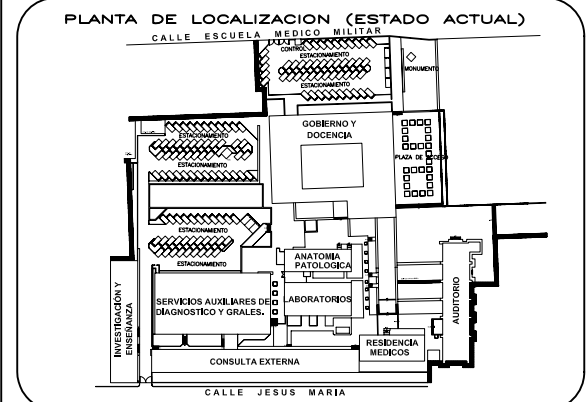 PLANTA DE LOCALIZACION (ESTADO ACTUAL)
CALLE ESCUELA MEDICO MILITAR
CONTROL
ESTACIONAMIENTO
MONUMENTO
ESTACIONAMIENTO
GOBIERNO Y
DOCENCIA
ESTACIONAMIENTO
PLAZA DE ACCESO
ESTACIONAMIENTO
ESTACIONAMIENTO
ESTACIONAMIENTO
ANATOMIA
PATOLOGICA
SERVICIOS AUXILIARES DE
DIAGNOSTICO Y GRALES.
LABORATORIOS
AUDITORIO
INVESTIGACIÓN Y
ENSEÑANZA
RESIDENCIA
MEDICOS
CONSULTA EXTERNA
CALLE JESUS MARIA